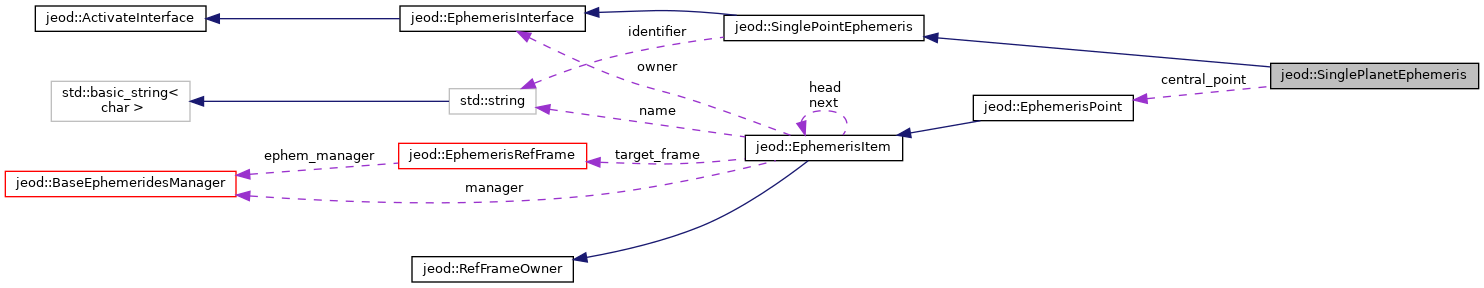 jeod::ActivateInterface
jeod::EphemerisInterface
jeod::SinglePointEphemeris
identifier
owner
jeod::SinglePlanetEphemeris
central_point
std::basic_string<
char >
std::string
head
next
jeod::EphemerisPoint
name
jeod::EphemerisItem
ephem_manager
jeod::EphemerisRefFrame
target_frame
jeod::BaseEphemeridesManager
manager
jeod::RefFrameOwner